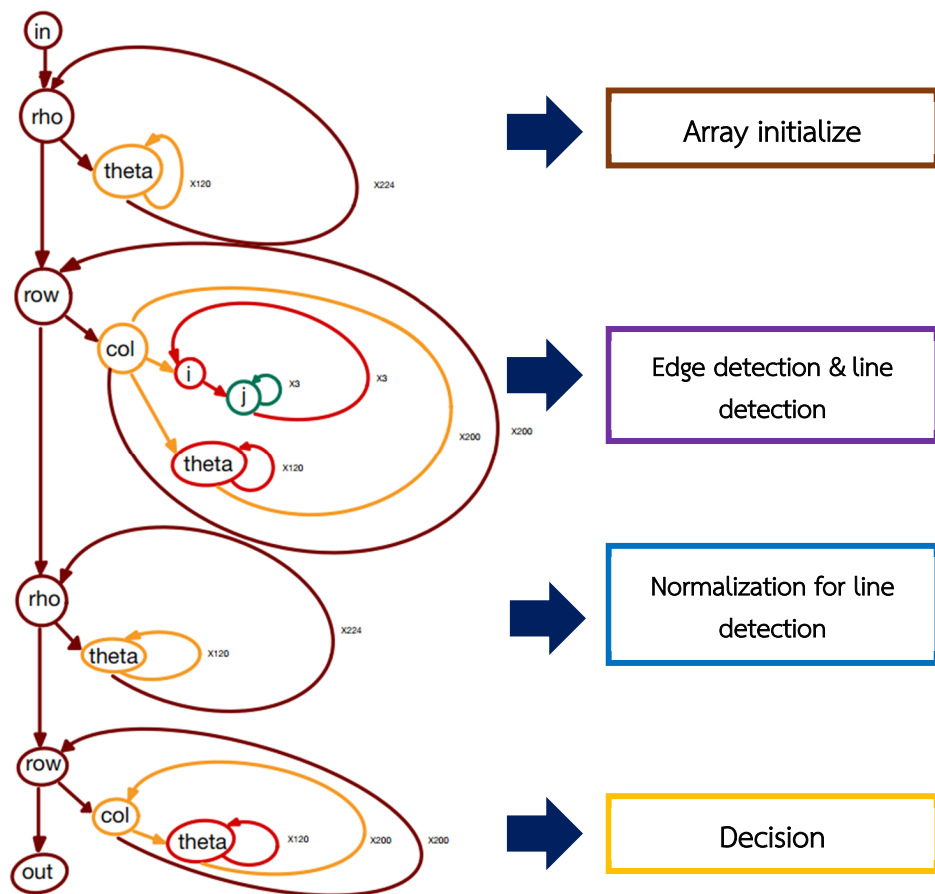 in
rho
theta
X120
X224
Array initialize
row
col
i
j
X3
X3
X200
X200
theta
X120
Edge detection & line
detection
rho
theta
X120
X224
Normalization for line
detection
row
col
theta
X120
X200
X200
out
Decision